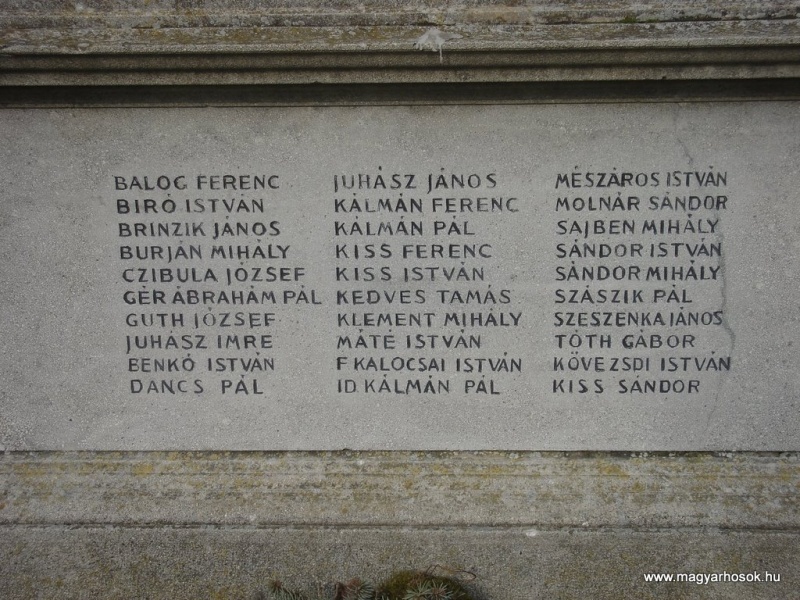 BALOG FERENC
BIRÓ ISTVÁN
BRINZIK JÁNOS
BURJÁN MIHÁLY
CZIBULA JÓZSEF
GÉR ÁBRAHÁM PÁL
GUTH JÓZSEF
JUHÁSZ IMRE
BENKÓ ISTVÁN
DANCS PÁL
JUHÁSZ JÁNOS
KÁLMÁN FERENC
KÁLMÁN PÁL
KISS FERENC
KISS ISTVÁN
KEDVES TAMÁS
KLEMENT MIHÁLY
MÁTÉ ISTVÁN
F KALOCSAI ISTVÁN
ID KÁLMÁN PÁL
MÉSZÁROS ISTVÁN
MOLNÁR SÁNDOR
SAJBEN MIHÁLY
SÁNDOR ISTVÁN
SÁNDOR MIHÁLY
SZÁSZIK PÁL
SZESZENKA JÁNOS
TÓTH GÁBOR
KÖVEZSDI ISTVÁN
KISS SÁNDOR
www.magyarhosok.hu